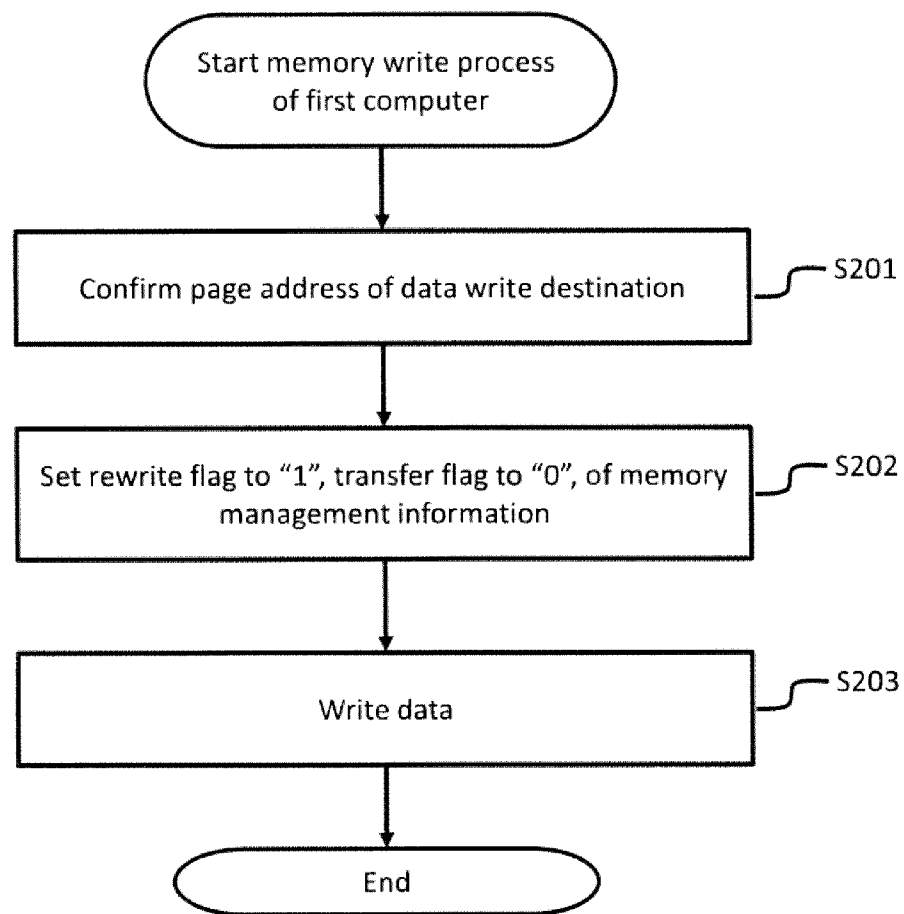 Start memory write process
of first computer
Confirm page address of data write destination
S201
Set rewrite flag to “1”, transfer flag to “0”, of memory
management information
S202
Write data
S203
End